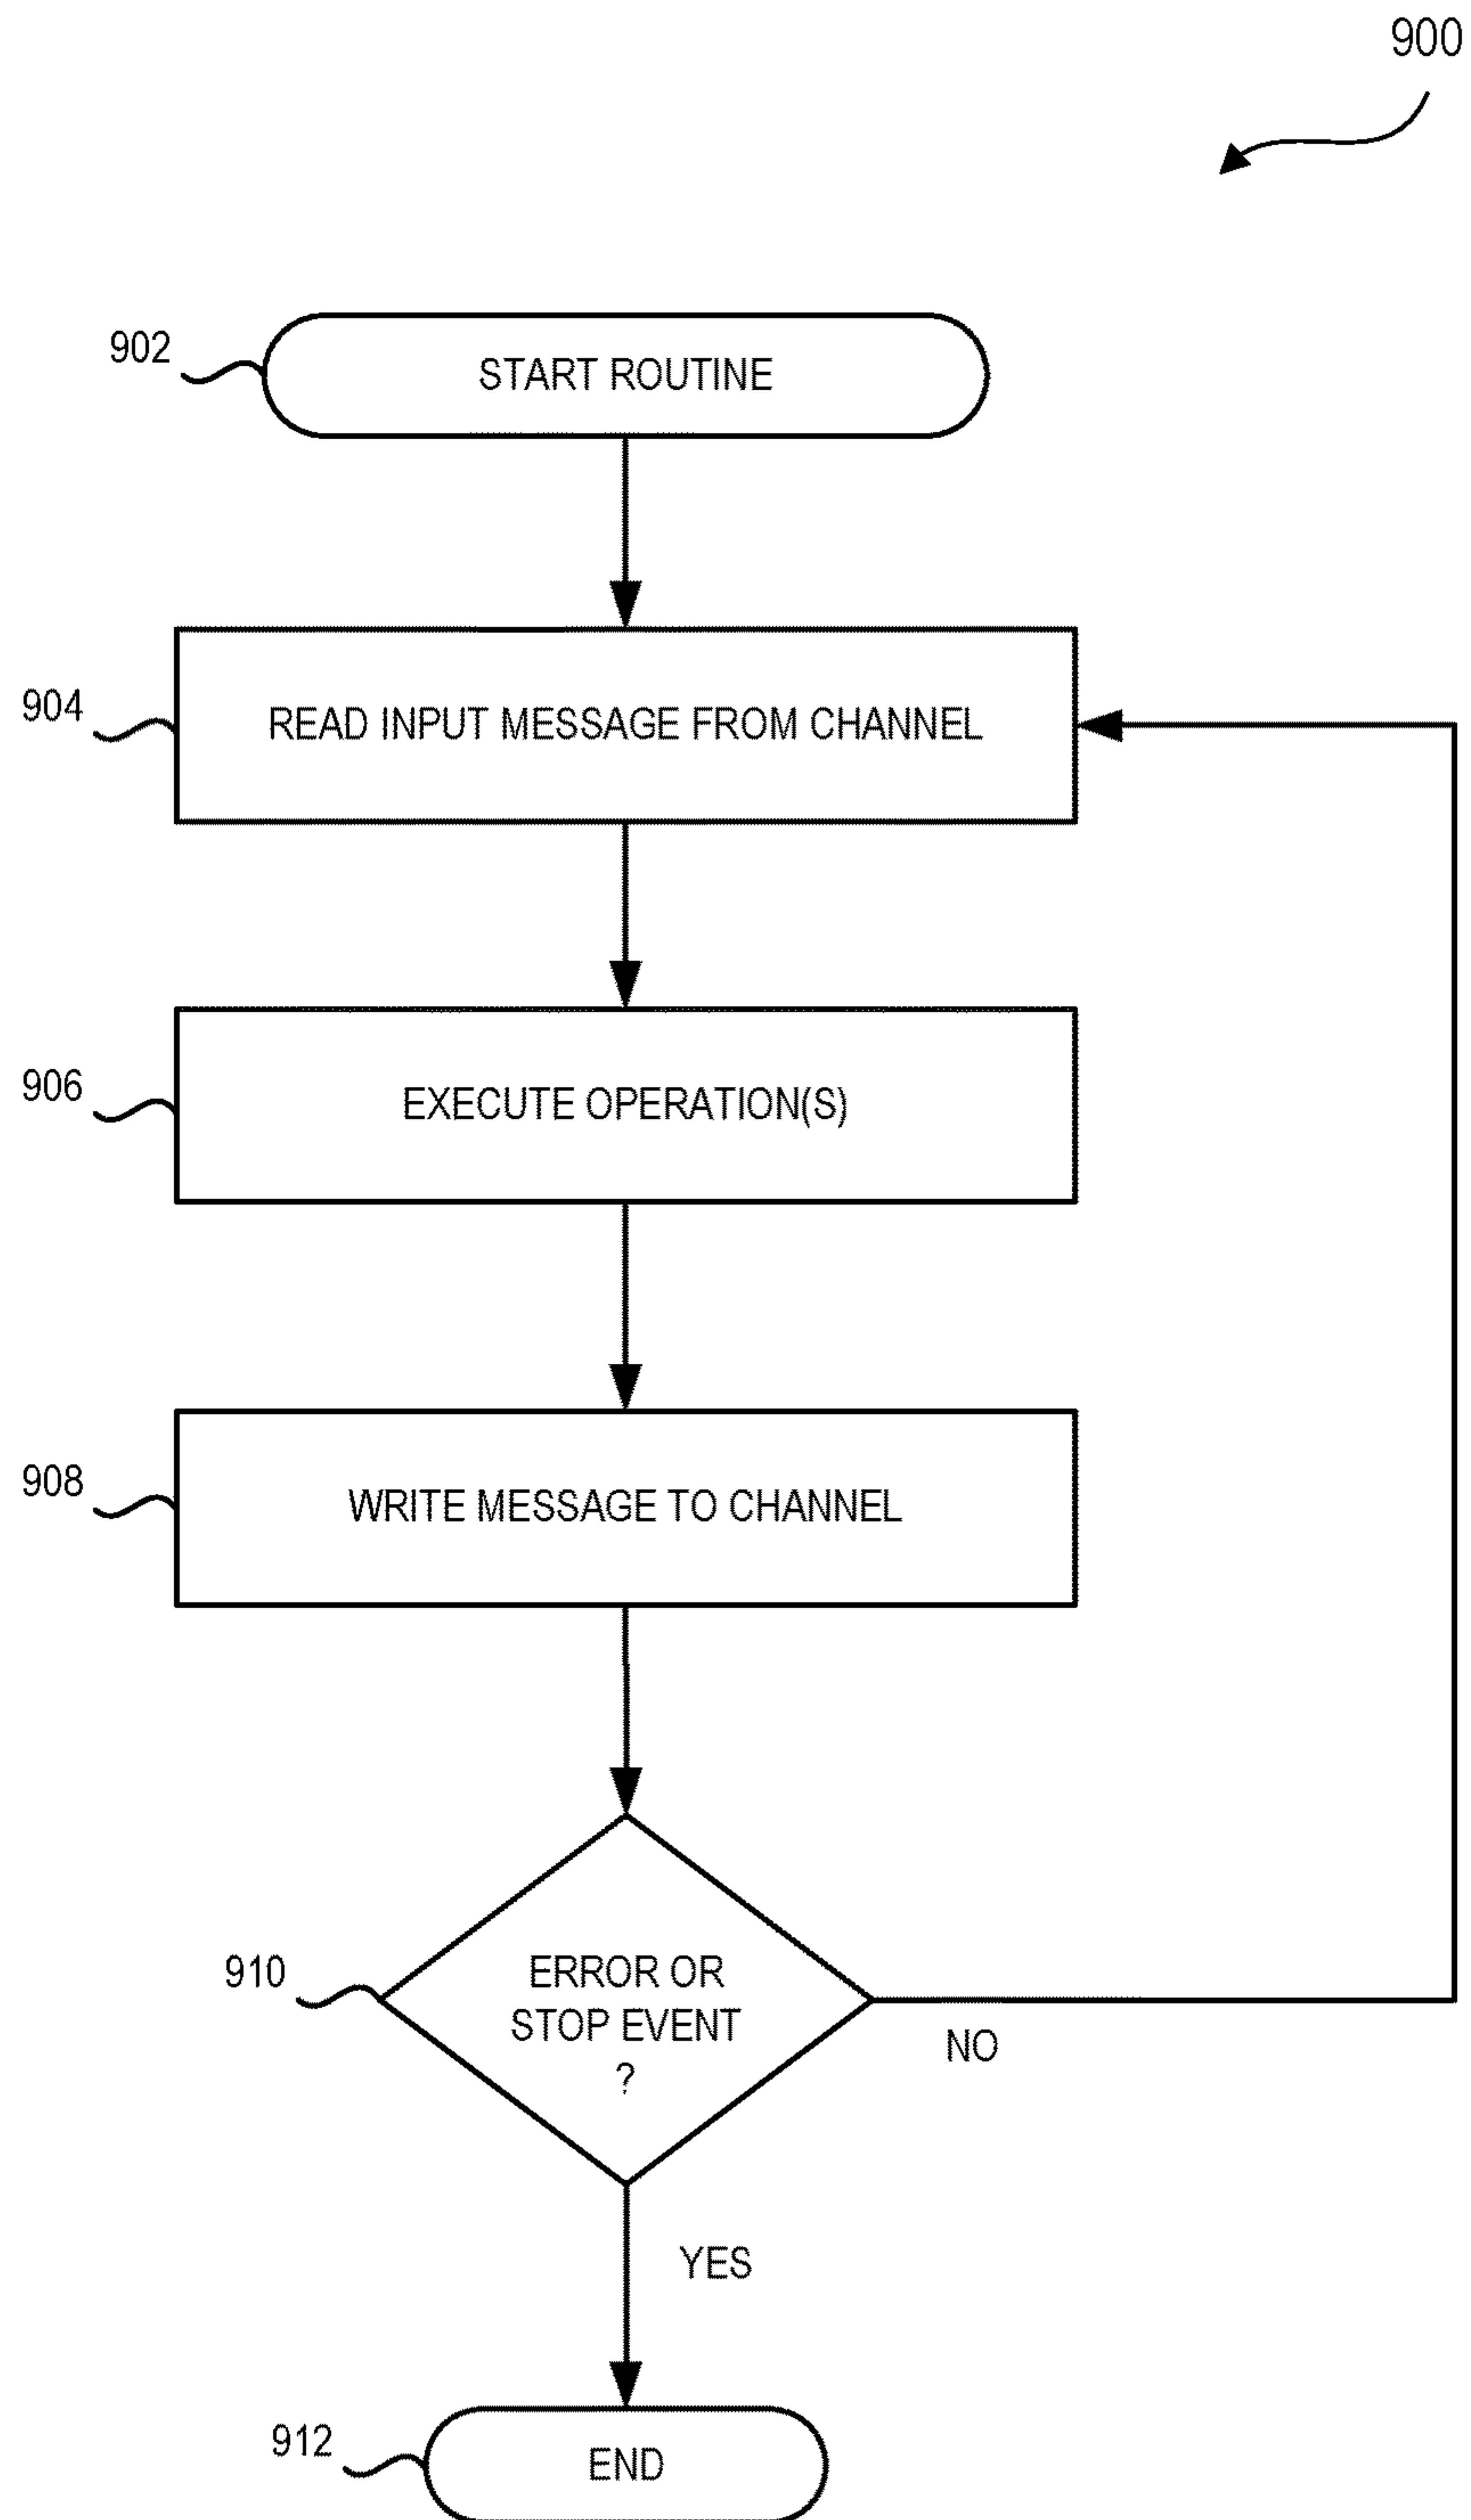 900
902
START ROUTINE
904
READ INPUT MESSAGE FROM CHANNEL
906
EXECUTE OPERATION(S)
908
WRITE MESSAGE TO CHANNEL
910
ERROR OR
STOP EVENT
?
NO
YES
912
END